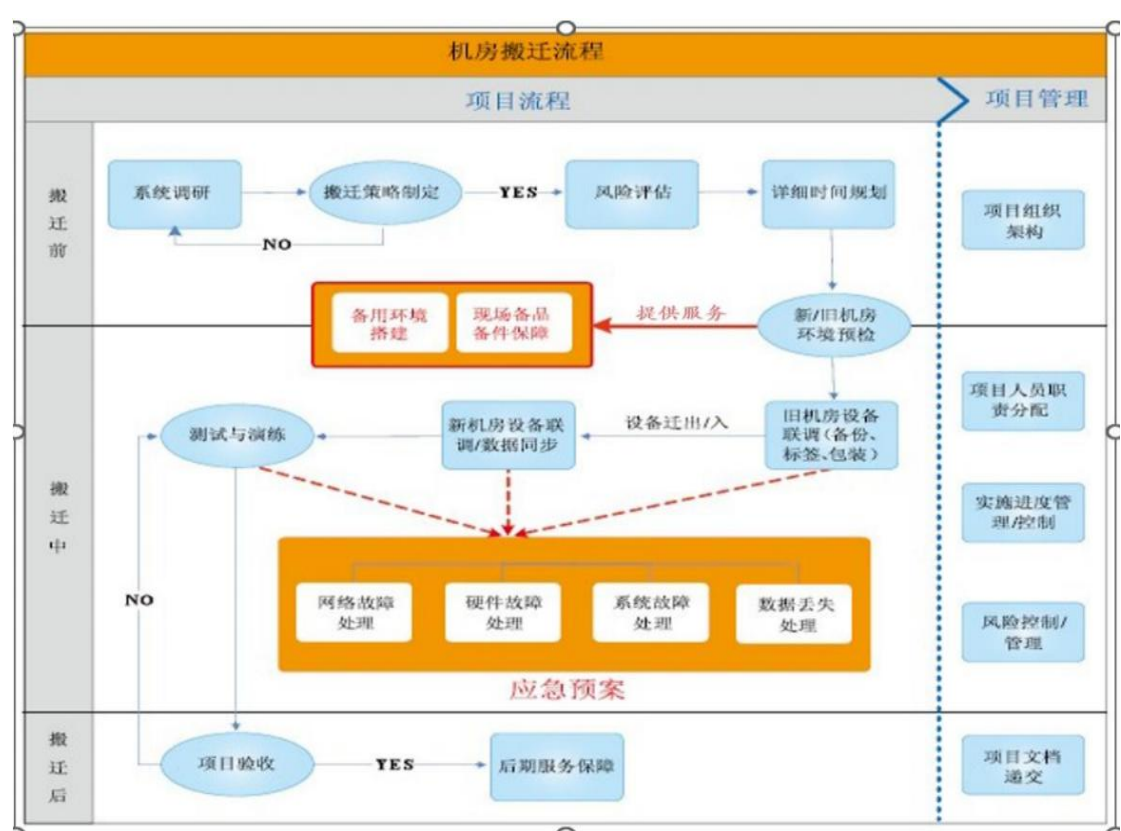 机房搬迁流程
项目流程
项目管理
搬
迁
前
系统调研
搬迁策略制定
YES
风险评估
详细时间规划
NO
项目组织
架构
备用环境
搭建
现场备品
备件保障
提供服务
新/旧机房
环境预检
搬
迁
中
测试与演练
新机房设备联
调/数据同步
设备迁出/入
旧机房设备
联调(备份、
标签、包装)
项目人员职
责分配
实施进度管
理/控制
NO
网络故障
处理
硬件故障
处理
系统故障
处理
数据丢失
处理
应急预案
风险控制/
管理
搬
迁
后
项目验收
YES
后期服务保障
项目文档
递交